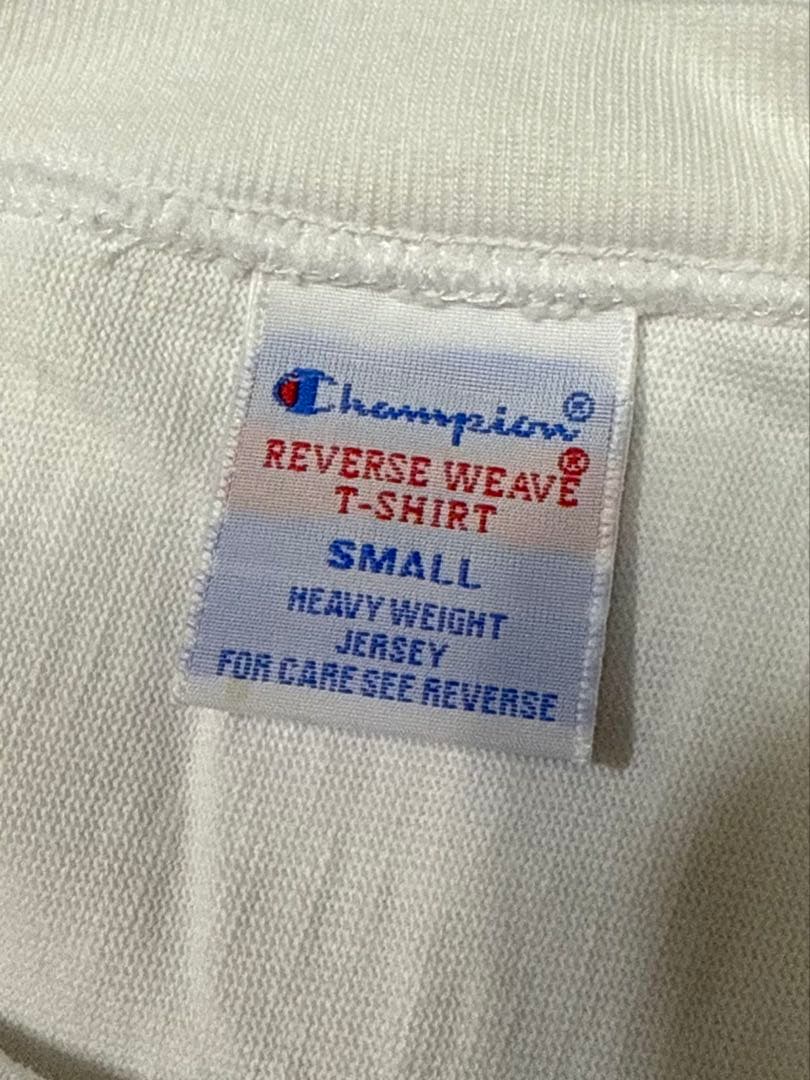 Champion®
REVERSE WEAVE®
T-SHIRT
SMALL
HEAVY WEIGHT
JERSEY
FOR CARE SEE REVERSE